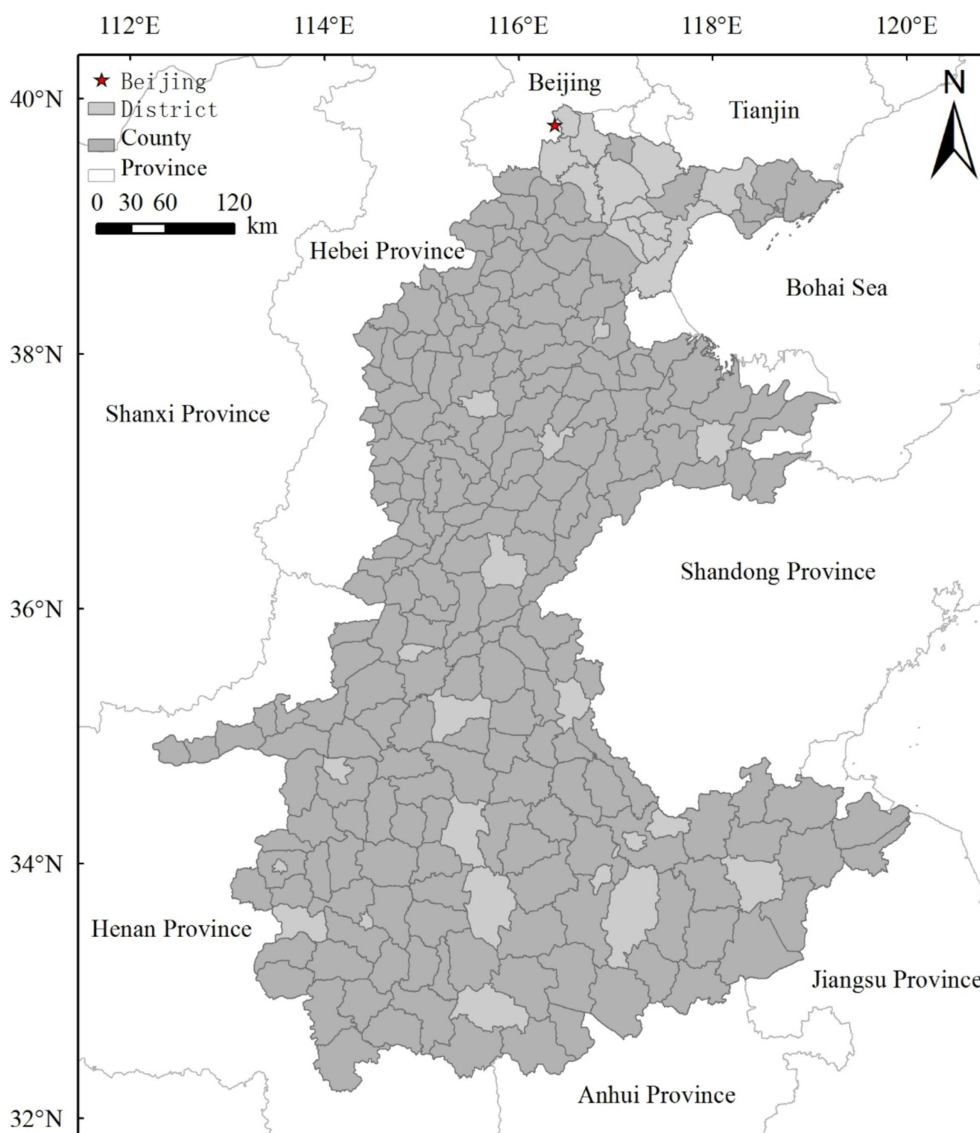 112°E 114°E 116°E 118°E 120°E
N
Beijing
40°N
Beijing
District
County
Province
Tianjin
0 30 60 120
km
Hebei Province
Bohai Sea
38°N
Shanxi Province
Shandong Province
36°N
34°N
Henan Province
Jiangsu Province
Anhui Province
32°N